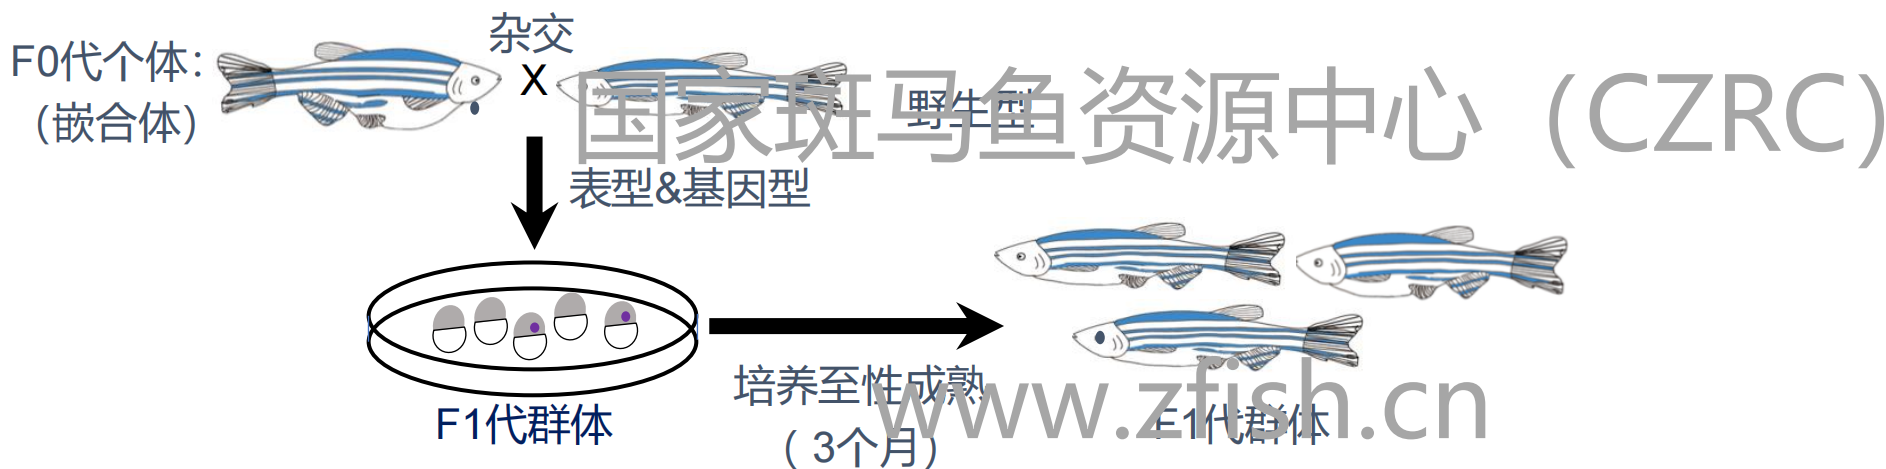 F0代个体：
（嵌合体）
杂交
X
野生型
国家斑马鱼资源中心（CZRC）
表型&基因型
F1代群体
培养至性成熟
（ 3个月）
F1代群体
www.zfish.cn